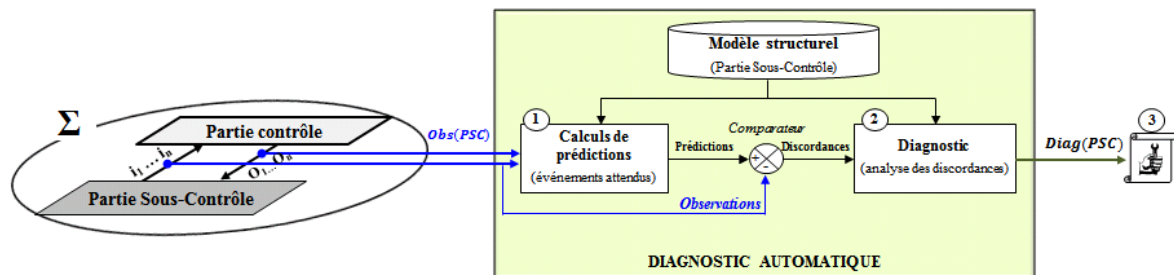 Σ
Partie contrôle
i₁ … iₙ
O₁…Oₙ
Partie Sous-Contrôle
Obs(PSC)
Modèle structurel
(Partie Sous-Contrôle)
1
Calculs de
prédictions
(événements attendus)
Prédictions
Comparateur
+
-
Discordances
Observations
2
Diagnostic
(analyse des discordances)
Diag(PSC)
3
DIAGNOSTIC AUTOMATIQUE